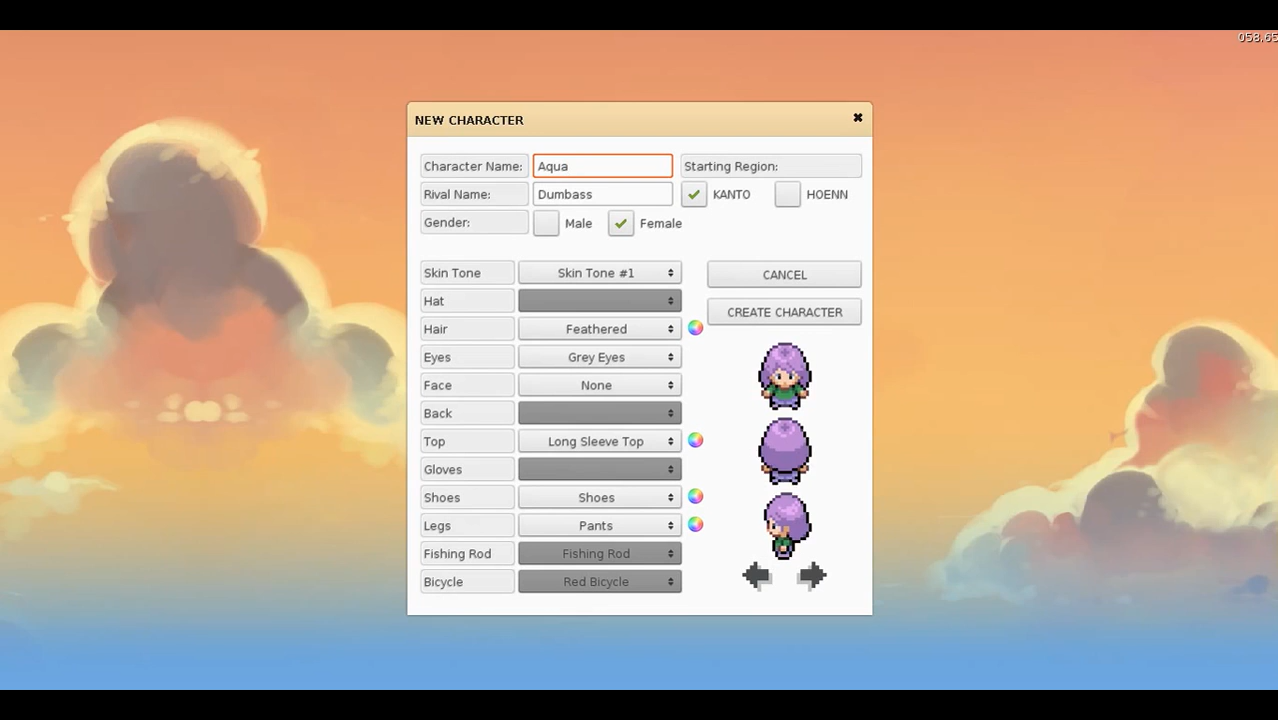 058.65
NEW CHARACTER
Character Name: Aqua Starting Region:
Rival Name: Dumbass KANTO HOENN
Gender: Male Female
Skin Tone Skin Tone #1 CANCEL
Hat
CREATE CHARACTER
Hair Feathered
Eyes Grey Eyes
Face None
Back
Top Long Sleeve Top
Gloves
Shoes Shoes
Legs Pants
Fishing Rod Fishing Rod
Bicycle Red Bicycle